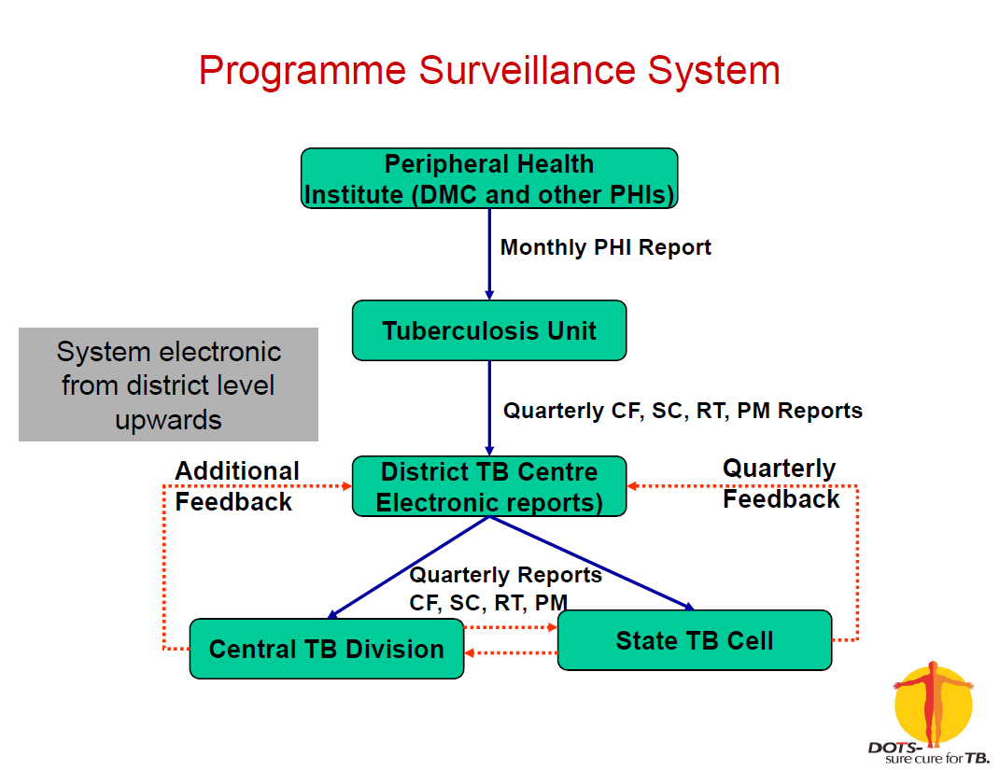 Programme Surveillance System
Peripheral Health
Institute (DMC and other PHIs)
Monthly PHI Report
Tuberculosis Unit
System electronic
from district level
upwards
Quarterly CF, SC, RT, PM Reports
Additional
Feedback
District TB Centre
Electronic reports)
Quarterly
Feedback
Quarterly Reports
CF, SC, RT, PM
Central TB Division
State TB Cell
DOTS-
sure cure for TB.